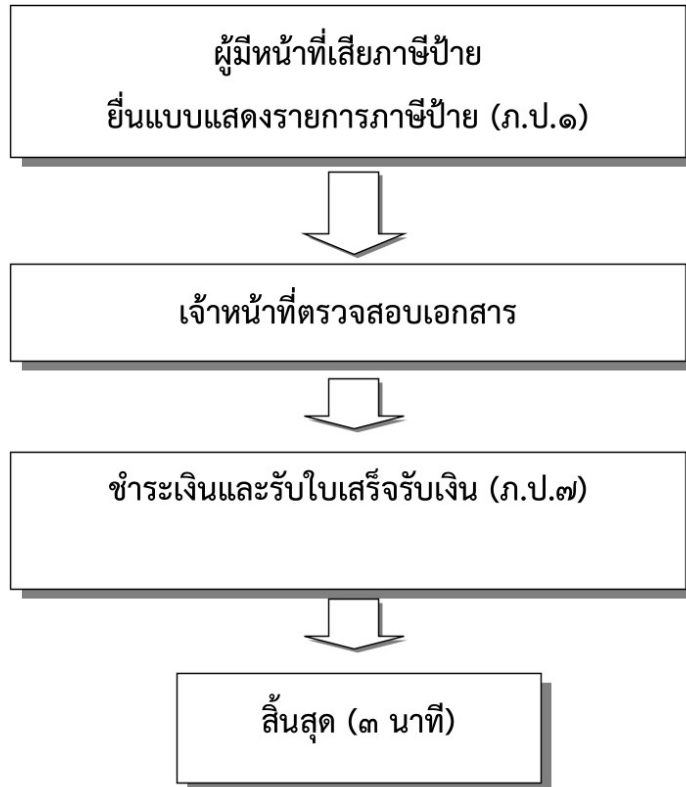 ผู้มีหน้าที่เสียภาษีป้าย
ยื่นแบบแสดงรายการภาษีป้าย (ภ.ป.๑)
เจ้าหน้าที่ตรวจสอบเอกสาร
ชำระเงินและรับใบเสร็จรับเงิน (ภ.ป.๗)
สิ้นสุด (๓ นาที)